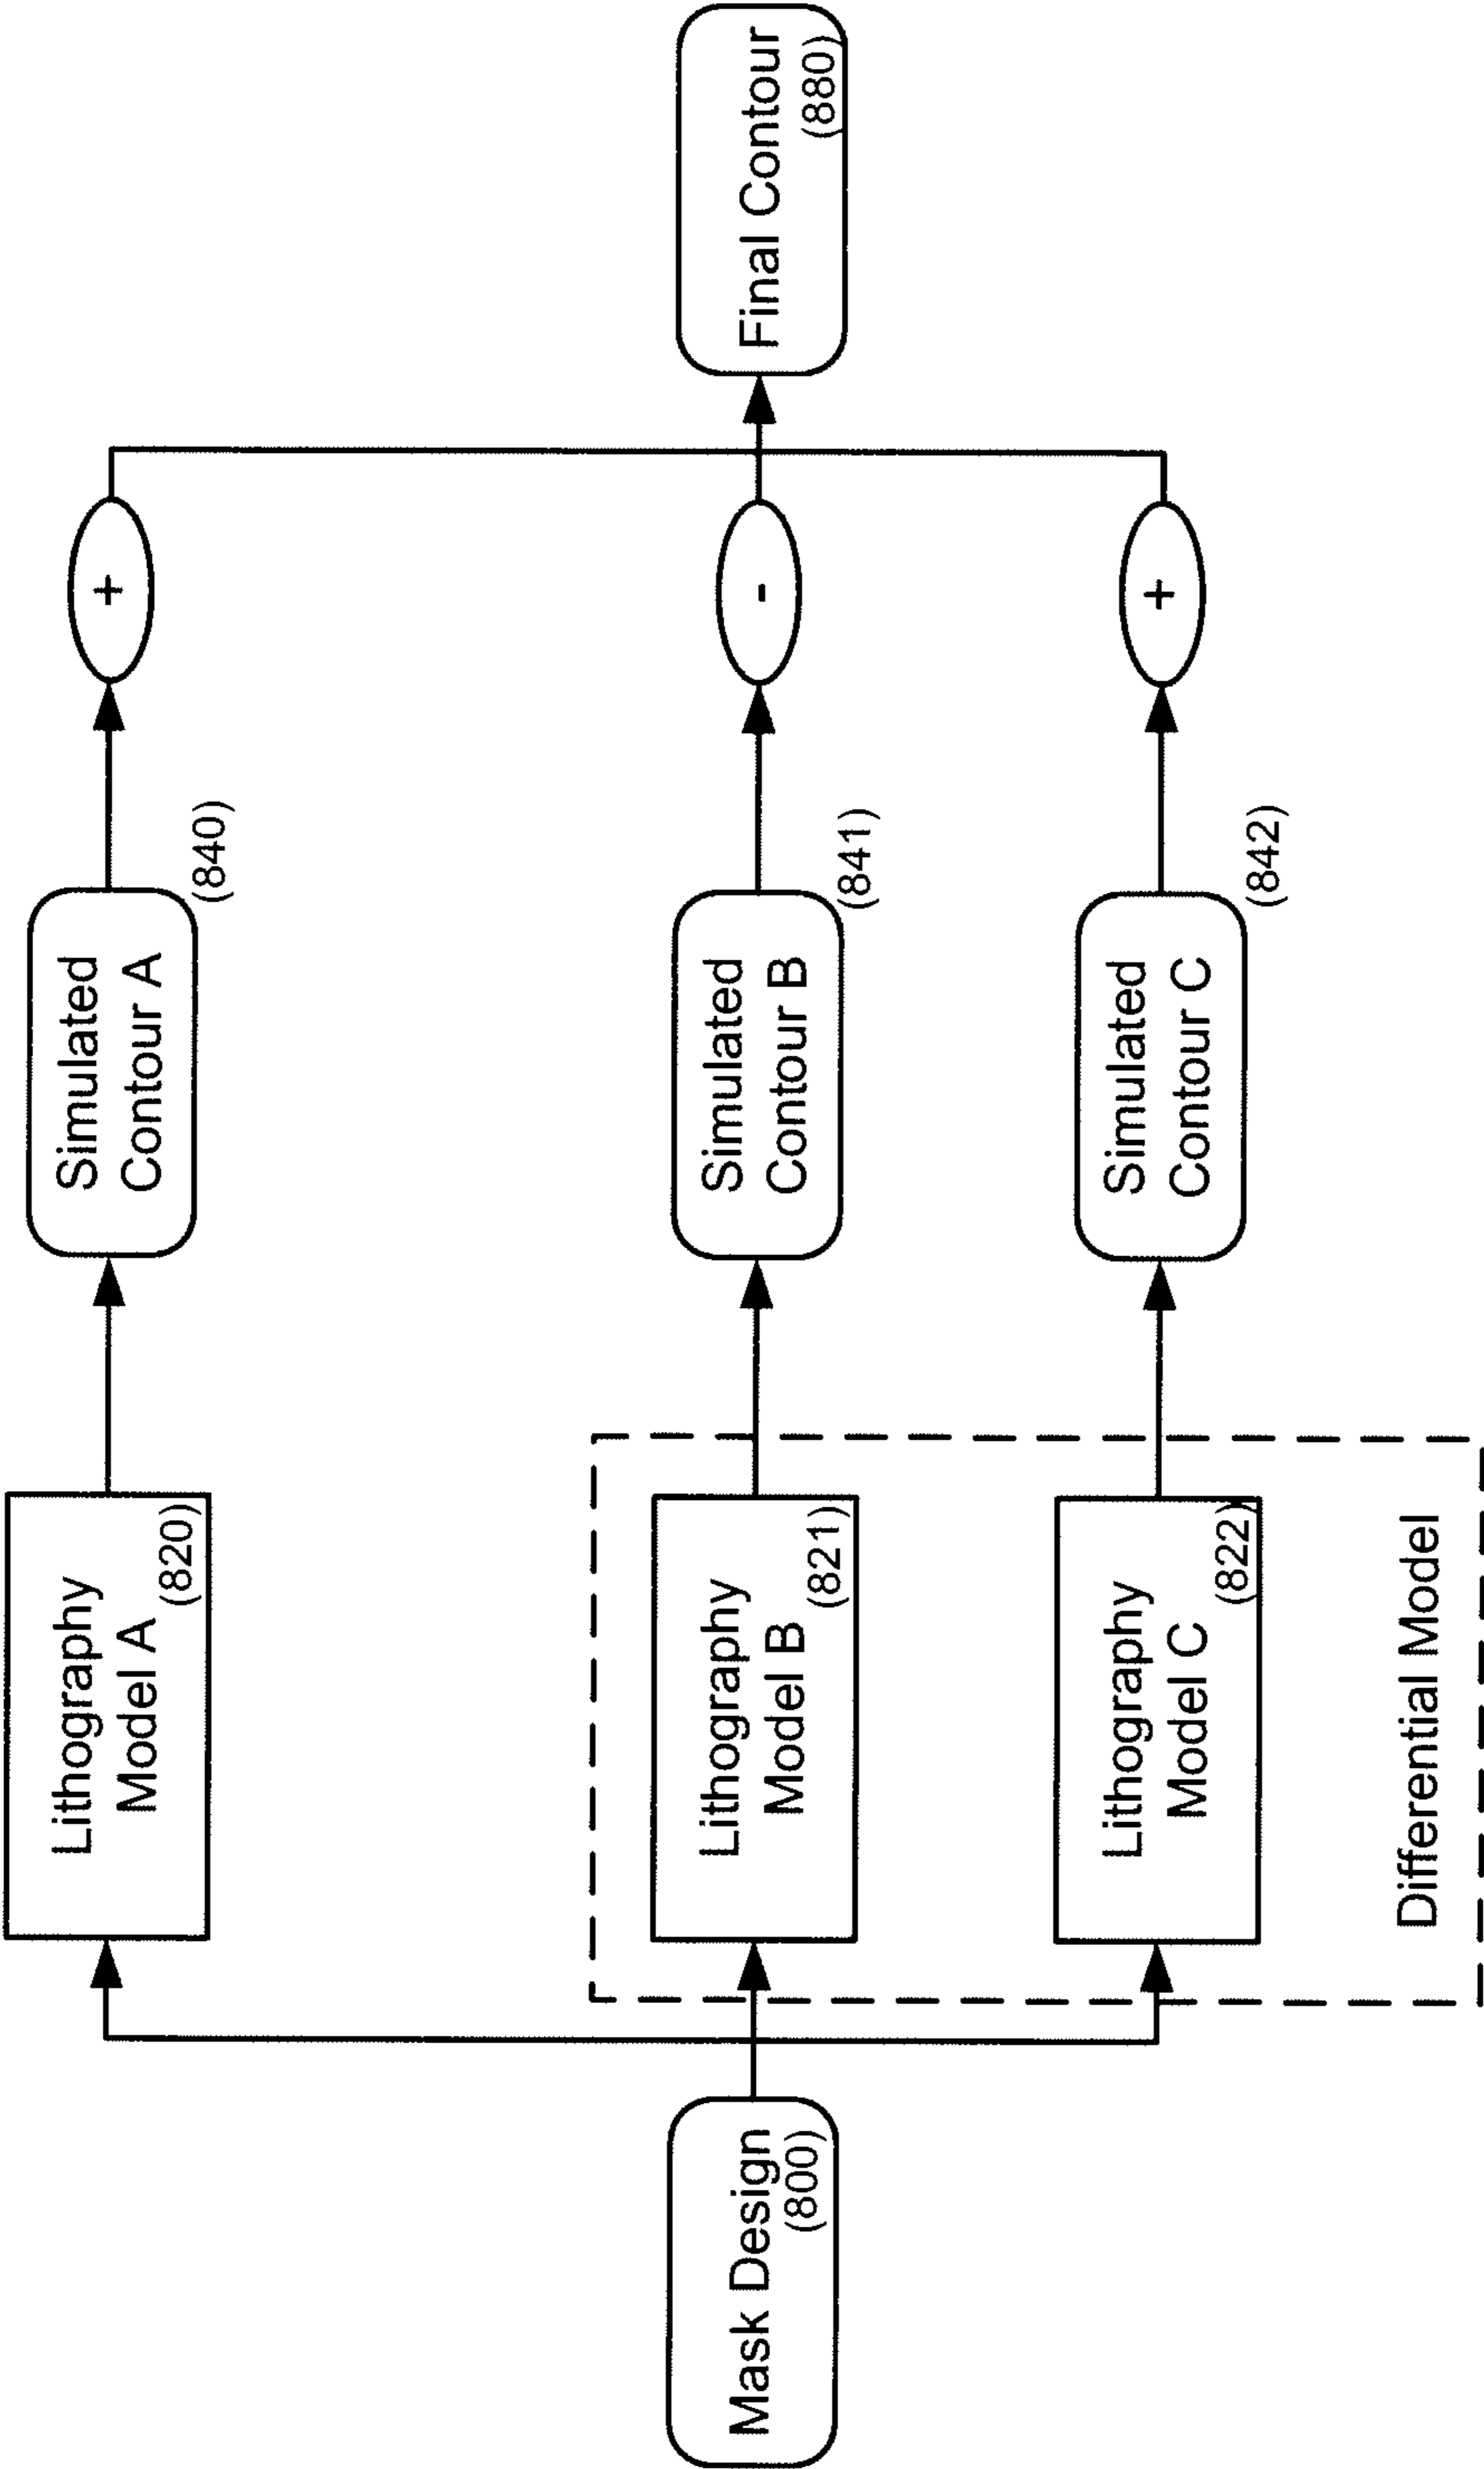 Mask Design
(800)
Lithography
Model A
(820)
Lithography
Model B
(821)
Lithography
Model C
(822)
Differential Model
Simulated
Contour A
(840)
Simulated
Contour B
(841)
Simulated
Contour C
(842)
+
-
+
Final Contour
(880)